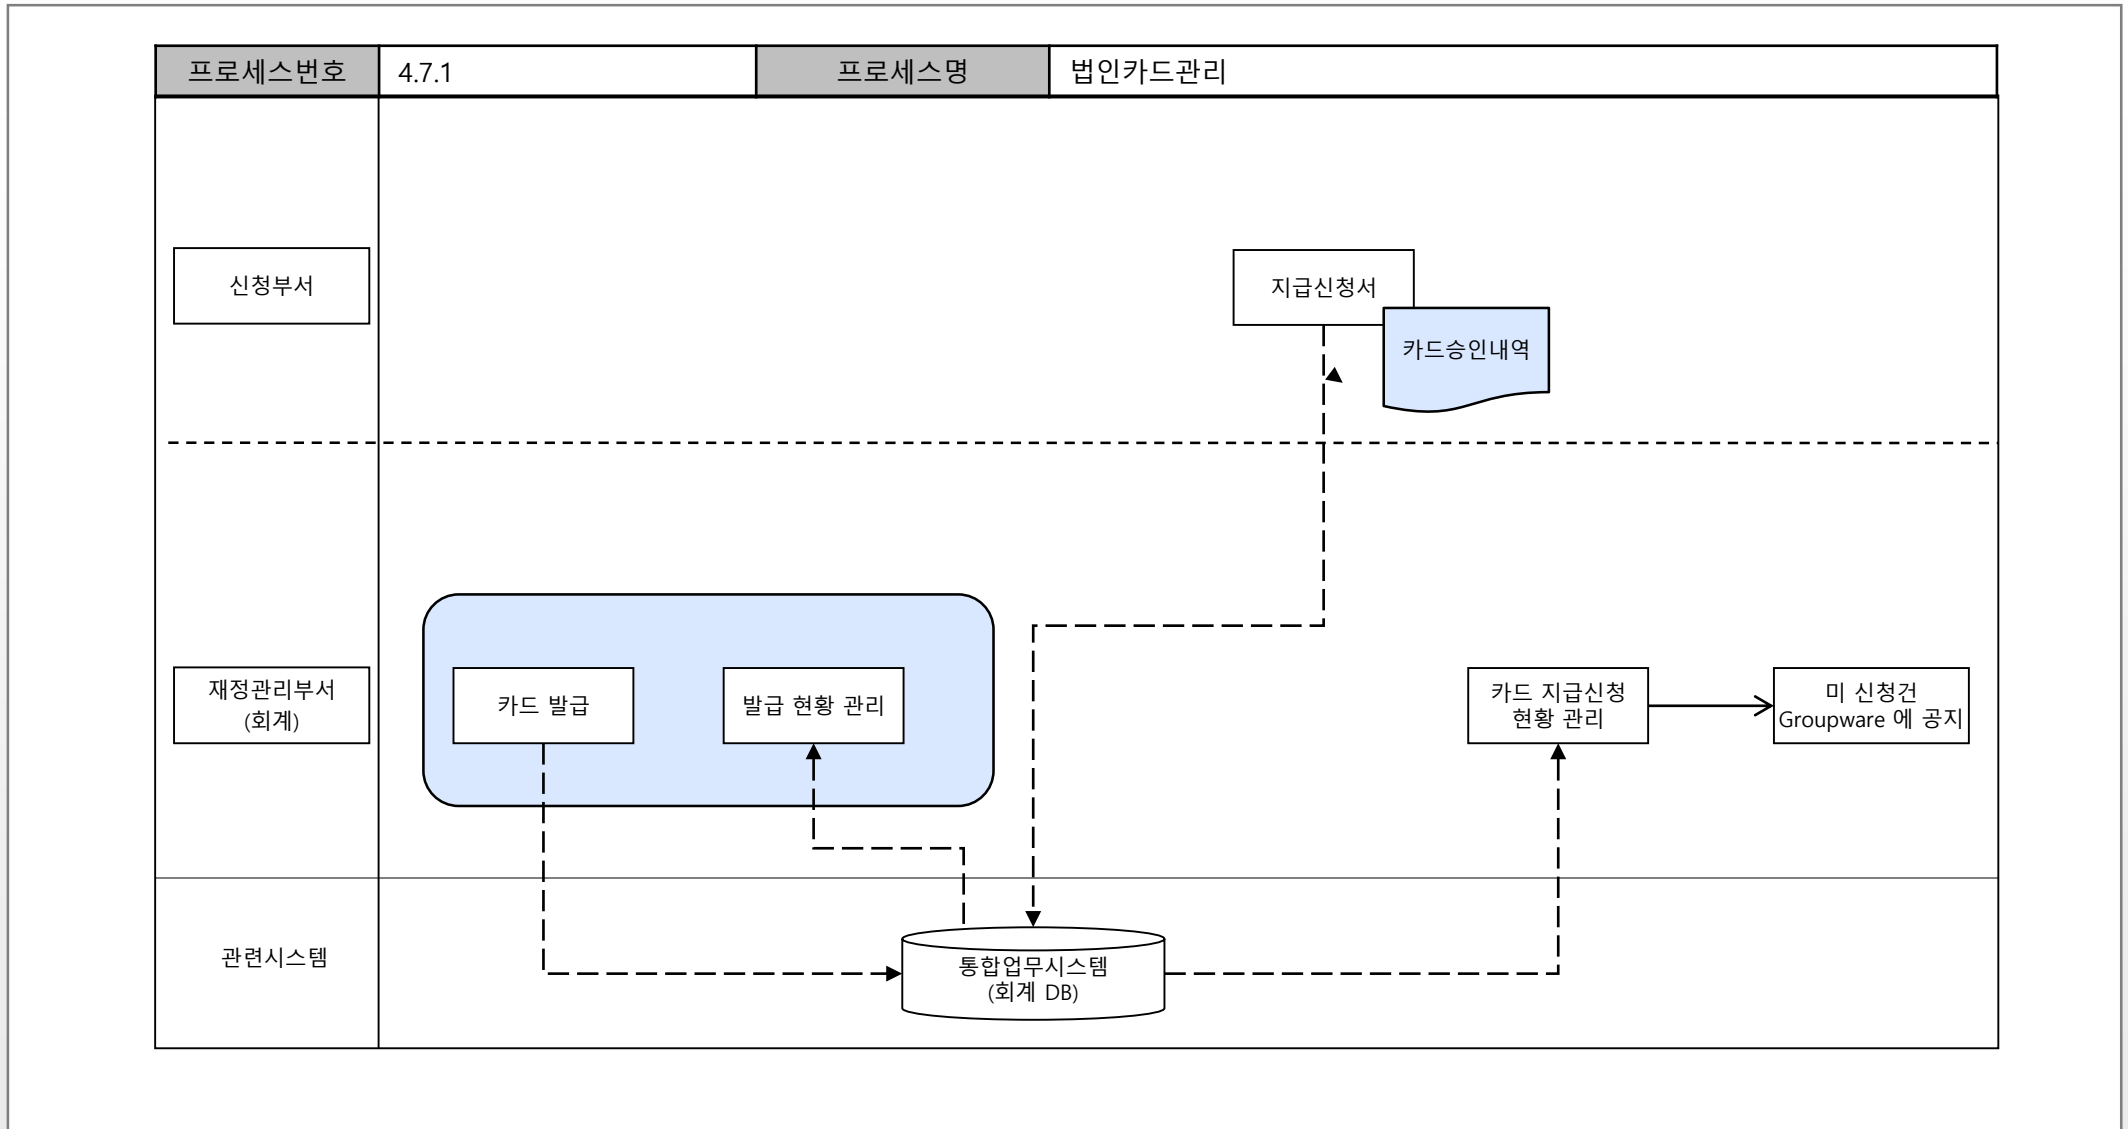 프로세스번호
4.7.1
프로세스명
법인카드관리
신청부서
지급신청서
카드승인내역
재정관리부서
(회계)
카드 발급
발급 현황 관리
카드 지급신청
현황 관리
미 신청건
Groupware 에 공지
관련시스템
통합업무시스템
(회계 DB)